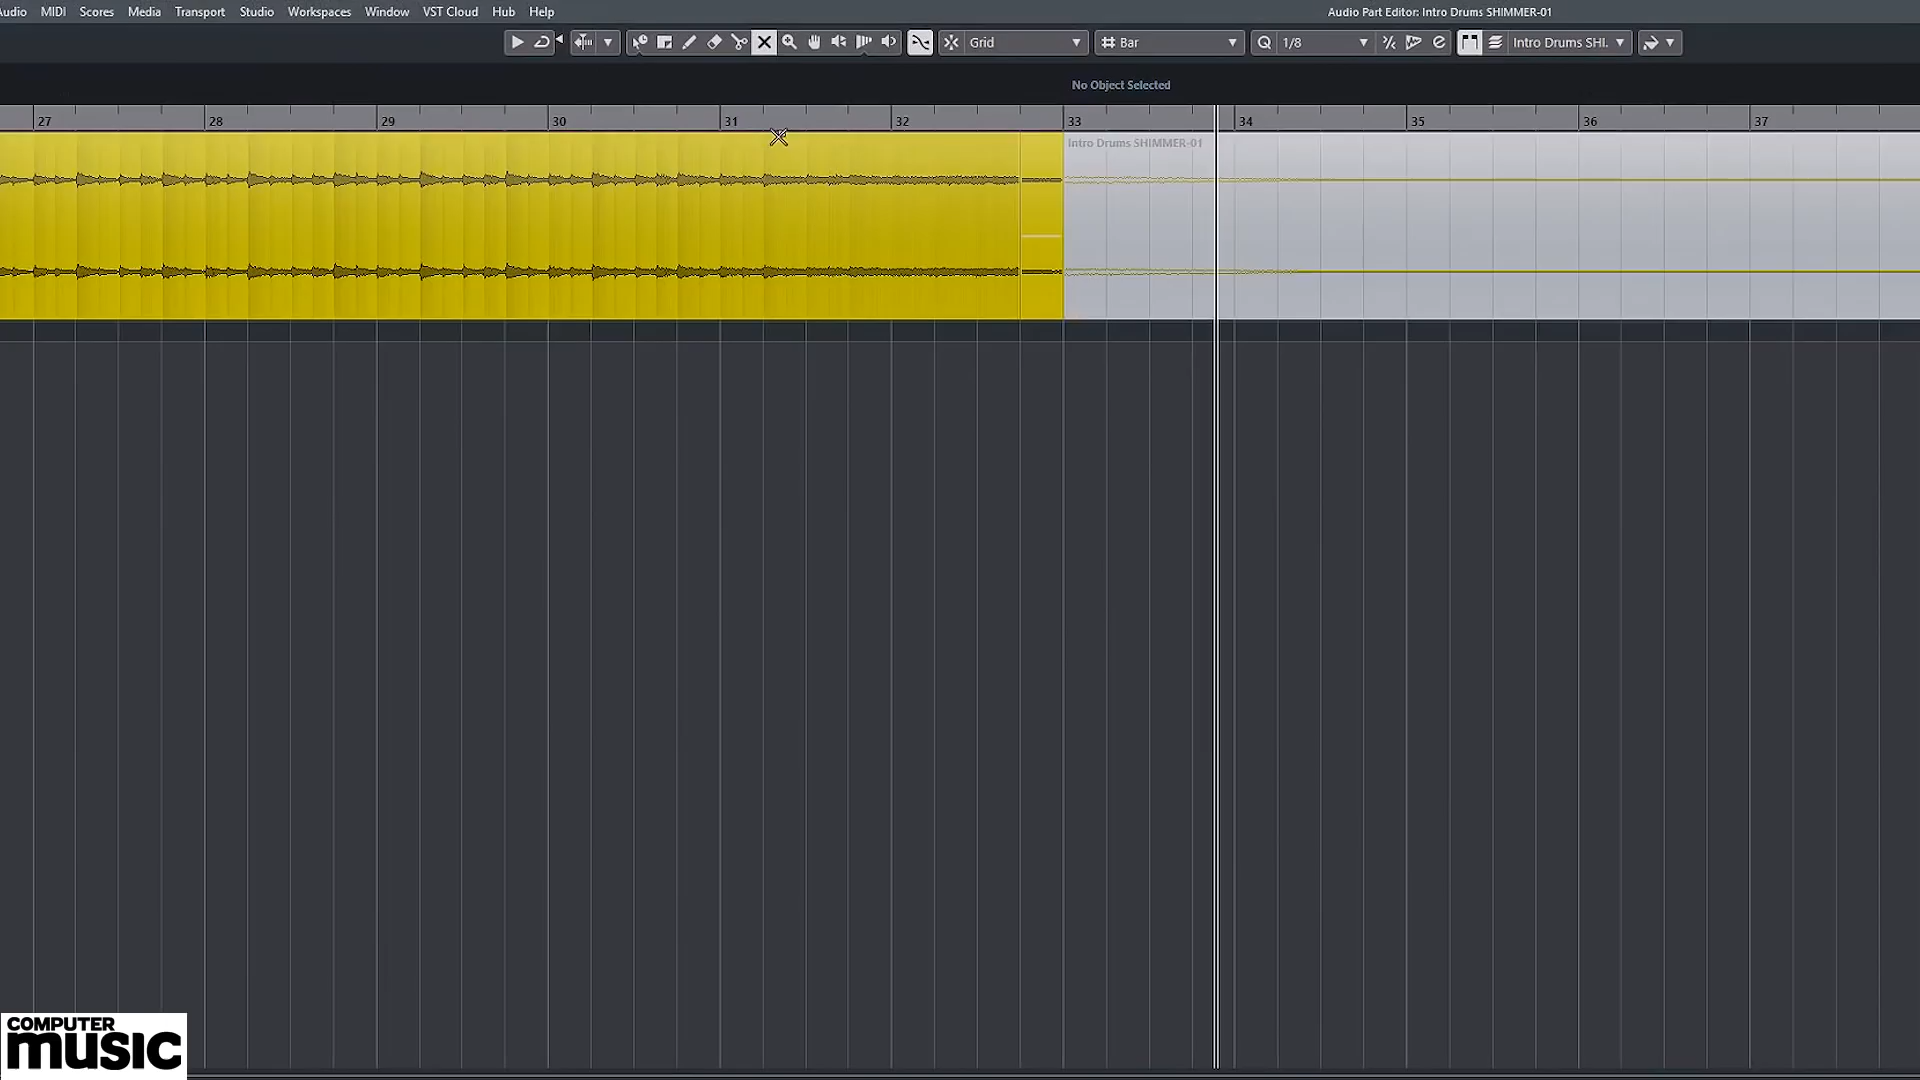 Audio MIDI Scores Media Transport Studio Workspaces Window VST Cloud Hub Help
Audio Part Editor: Intro Drums SHIMMER-01
Grid Bar Q 1/8 Intro Drums SHI.
No Object Selected
27 28 29 30 31 32 33 34 35 36 37
Intro Drums SHIMMER-01
COMPUTER
music